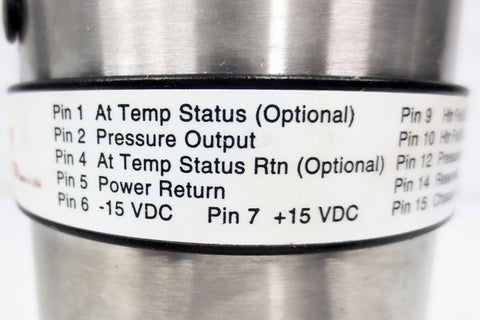 Pin 1 At Temp Status (Optional)
Pin 2 Pressure Output
Pin 4 At Temp Status Rtn (Optional)
Pin 5 Power Return
Pin 6 -15 VDC Pin 7 +15 VDC
Pin 9
Pin 10
Pin 12
Pin 14
Pin 15